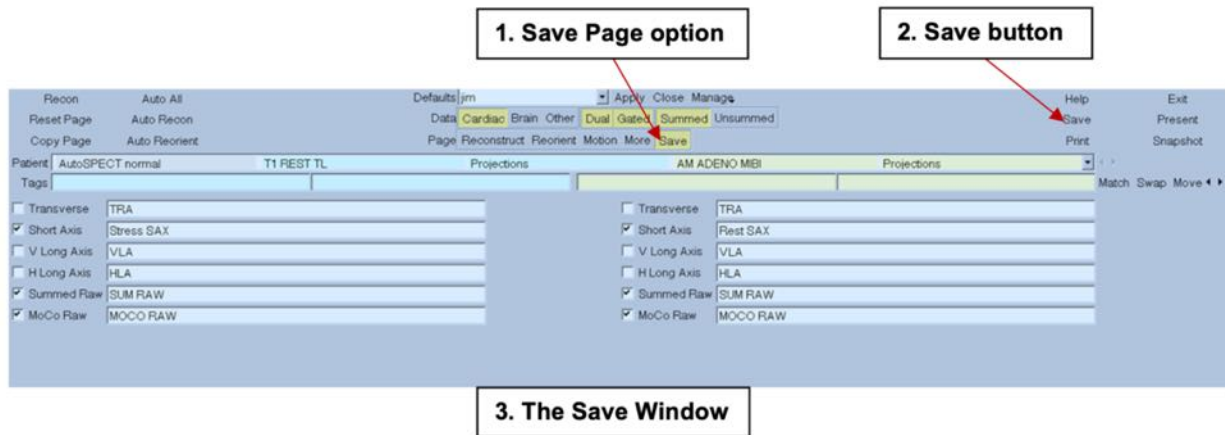 1. Save Page option
2. Save button
Recon Auto All Defaults jm Apply Close Manage Help Exit
Reset Page Auto Recon Data Cardiac Brain Other Dual Gated Summed Unsummed Save Present
Copy Page Auto Reorient Page Reconstruct Reorient Motion More Save Print Snapshot
Patient AutoSPECT normal T1 REST TL Projections AM ADENO MIBI Projections
Tags Match Swap Move
Transverse TRA Transverse TRA
Short Axis Stress SAX Short Axis Rest SAX
V Long Axis VLA V Long Axis VLA
H Long Axis HLA H Long Axis HLA
Summed Raw SUM RAW Summed Raw SUM RAW
MoCo Raw MOCO RAW MoCo Raw MOCO RAW
3. The Save Window